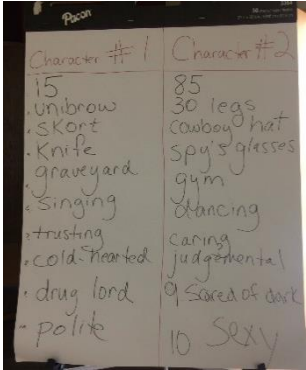 Pacon
Character #1
15
· unibrow
· skort
· Knife
· graveyard
· singing
· trusting
· cold-hearted
· drug lord
- polite
Character #2
85
30 legs
cowboy hat
spy's glasses
gym
dancing
caring
judgemental
9 Scared of dark
10 Sexy